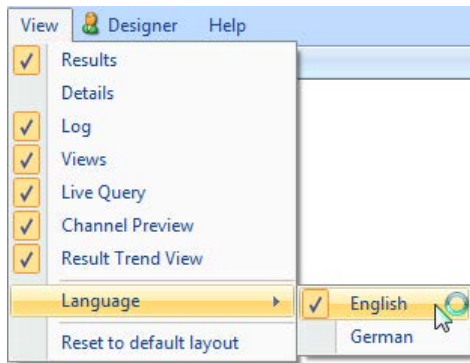 View Designer Help
Results
Details
Log
Views
Live Query
Channel Preview
Result Trend View
Language
English
German
Reset to default layout